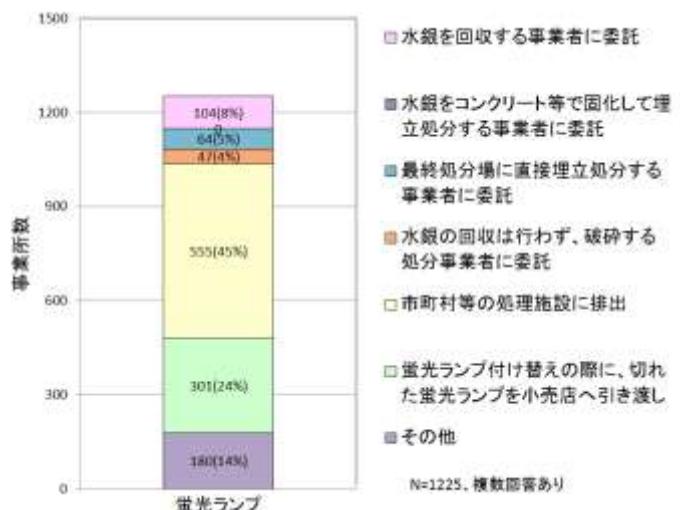 1500
1200
900
600
300
0
事業所数
104(8%)
0
64(5%)
47(4%)
555(45%)
301(24%)
180(14%)
蛍光ランプ
水銀を回収する事業者に委託
水銀をコンクリート等で固化して埋
立処分する事業者に委託
最終処分場に直接埋立処分する
事業者に委託
水銀の回収は行わず、破砕する
処分事業者に委託
市町村等の処理施設に排出
蛍光ランプ付け替えの際に、切れ
た蛍光ランプを小売店へ引き渡し
その他
N=1225、複数回答あり